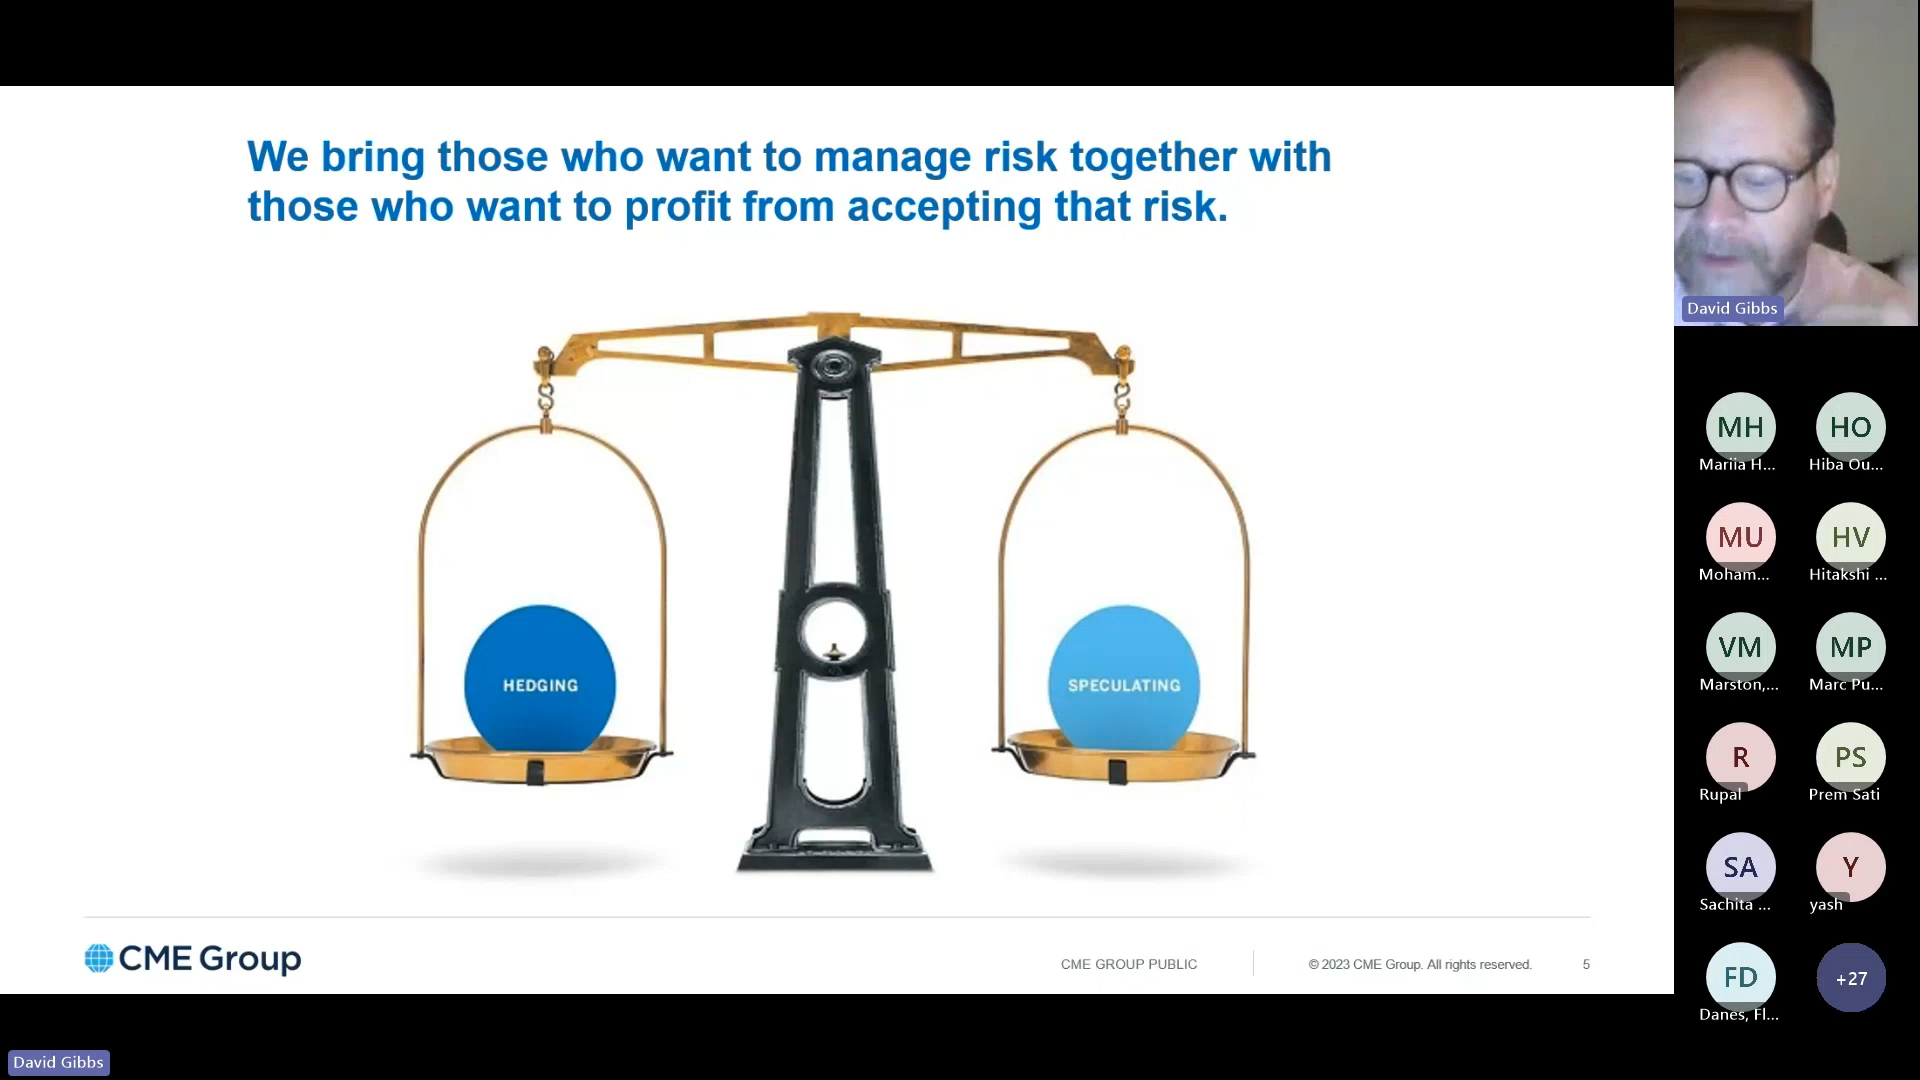 We bring those who want to manage risk together with
those who want to profit from accepting that risk.
HEDGING
SPECULATING
CME Group
CME GROUP PUBLIC
© 2023 CME Group. All rights reserved.
5
David Gibbs
MH
HO
Mariia H...
Hiba Ou...
MU
HV
Moham...
Hitakshi ...
VM
MP
Marston,...
Marc Pu...
R
PS
Rupal
Prem Sati
SA
Y
Sachita ...
yash
FD
+27
Danes, Fl...
David Gibbs